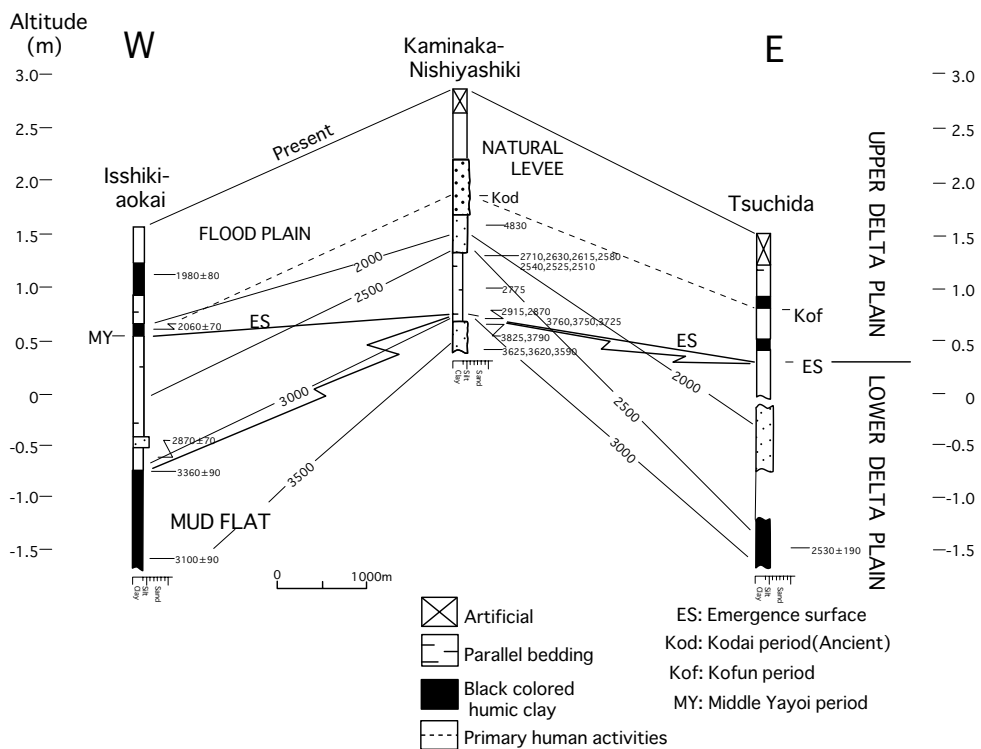 Altitude
(m)
W
Kaminaka-
Nishiyashiki
E
3.0
2.5
2.0
1.5
1.0
0.5
0
-0.5
-1.0
-1.5
3.0
2.5
2.0
1.5
1.0
0.5
0
-0.5
-1.0
-1.5
Present
NATURAL
LEVEE
Isshiki-
aokai
Kod
Tsuchida
FLOOD PLAIN
4830
2000
2710,2630,2615,2580
2540,2525,2510
1980±80
2500
2775
2915,2870
3760,3750,3725
2060±70
MY
ES
3825,3790
3625,3620,3590
Kof
ES
ES
Clay
Silt
Sand
2000
3000
2500
3000
2870±70
3360±90
3500
MUD FLAT
3100±90
2530±190
Clay
Silt
Sand
Clay
Silt
Sand
UPPER DELTA PLAIN
LOWER DELTA PLAIN
0
1000m
Artificial
Parallel bedding
Black colored
humic clay
Primary human activities
ES: Emergence surface
Kod: Kodai period(Ancient)
Kof: Kofun period
MY: Middle Yayoi period